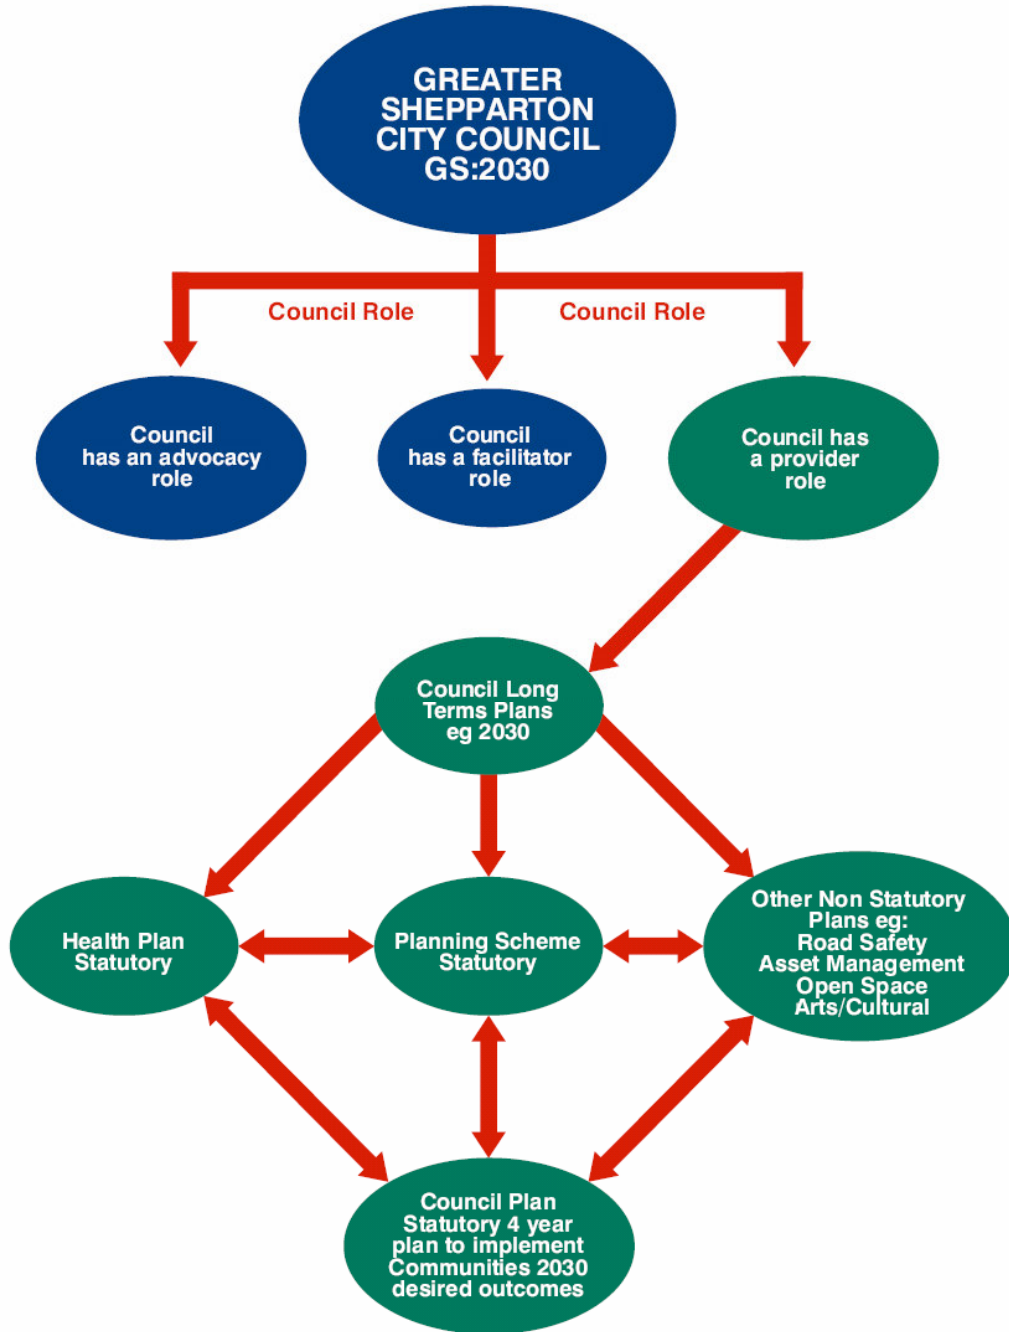 GREATER
SHEPPARTON
CITY COUNCIL
GS:2030
Council Role
Council Role
Council
has an advocacy
role
Council
has a facilitator
role
Council has
a provider
role
Council Long
Terms Plans
eg 2030
Health Plan
Statutory
Planning Scheme
Statutory
Other Non Statutory
Plans eg:
Road Safety
Asset Management
Open Space
Arts/Cultural
Council Plan
Statutory 4 year
plan to implement
Communities 2030
desired outcomes